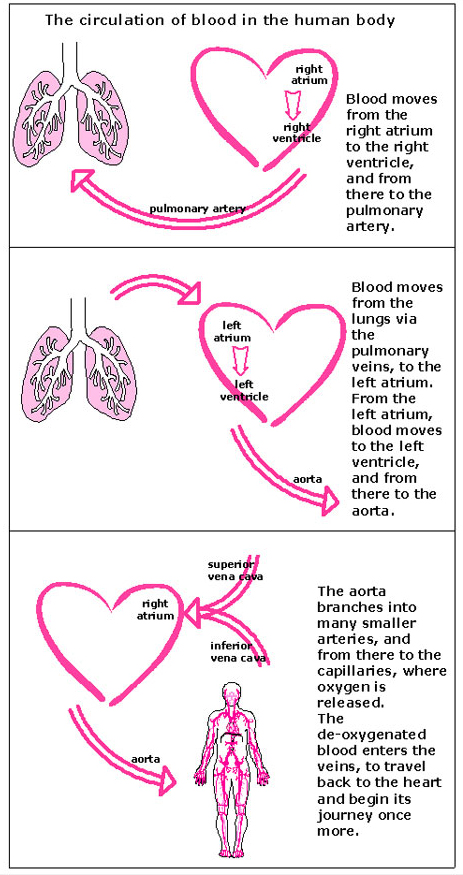 The circulation of blood in the human body
right
atrium
right
ventricle
pulmonary artery
Blood moves
from the
right atrium
to the right
ventricle,
and from
there to the
pulmonary
artery.
left
atrium
left
ventricle
aorta
Blood moves
from the
lungs via
the
pulmonary
veins, to the
left atrium.
From the
left atrium,
blood moves
to the left
ventricle,
and from
there to the
aorta.
superior
vena cava
right
atrium
inferior
vena cava
aorta
The aorta
branches into
many smaller
arteries, and
from there to the
capillaries, where
oxygen is
released.
The
de-oxygenated
blood enters the
veins, to travel
back to the heart
and begin its
journey once
more.